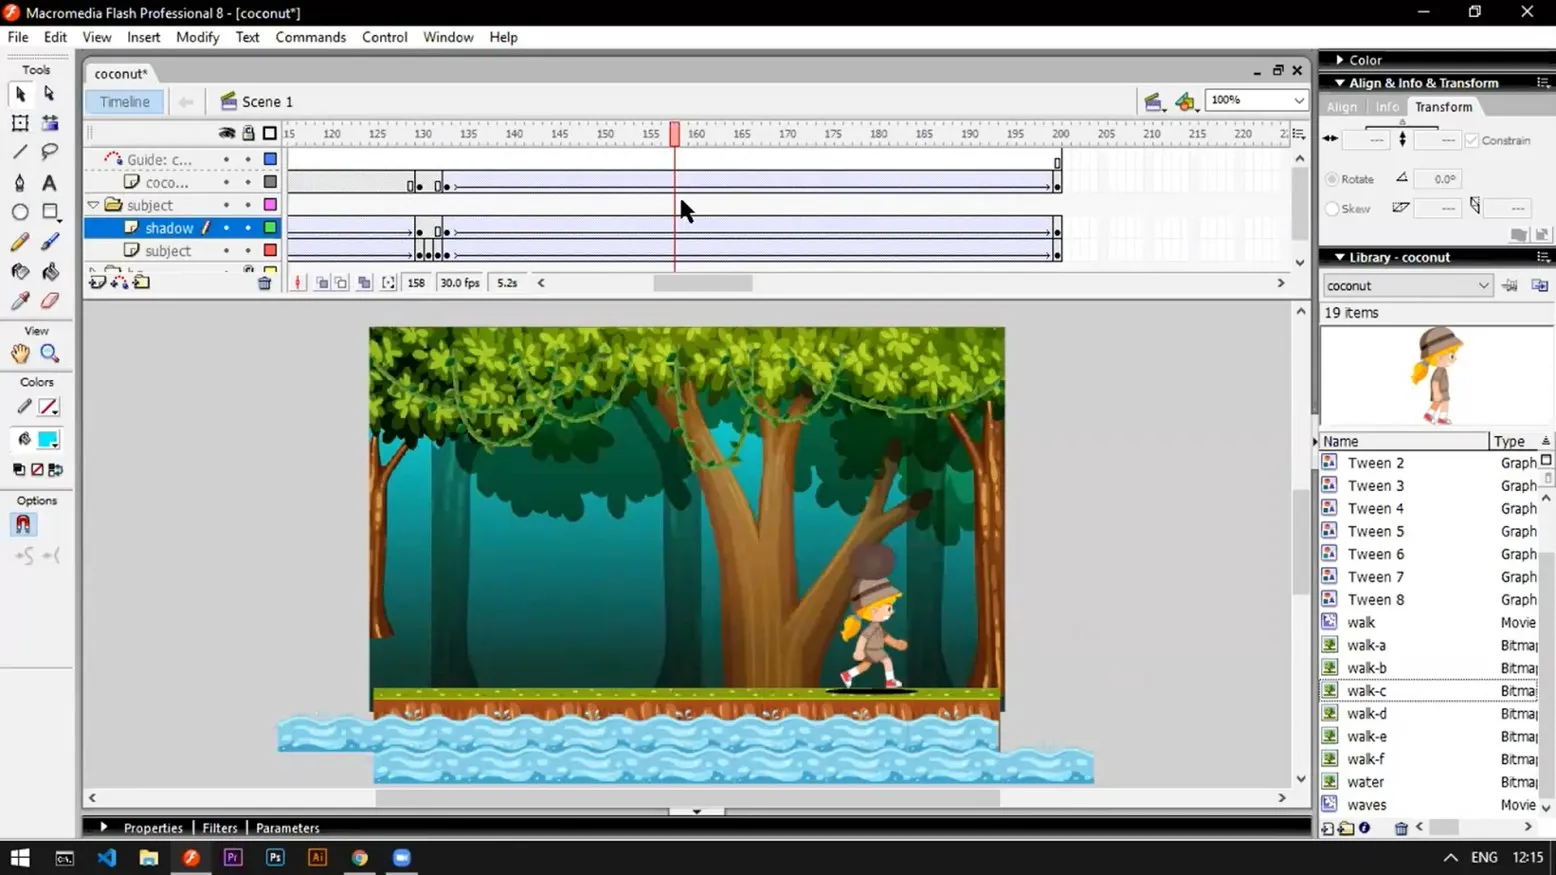 Macromedia Flash Professional 8 - [coconut*]
File Edit View Insert Modify Text Commands Control Window Help
Tools
View
Colors
Options
coconut*
Timeline
Scene 1
100%
15 120 125 130 135 140 145 150 155 160 165 170 175 180 185 190 195 200 205 210 215 220
Guide: c...
coco...
subject
shadow
subject
158 30.0 fps 5.2s
Properties Filters Parameters
Color
Align & Info & Transform
Align Info Transform
Constrain
Rotate 0.0°
Skew
Library - coconut
coconut
19 items
Name Type
Tween 2 Graph
Tween 3 Graph
Tween 4 Graph
Tween 5 Graph
Tween 6 Graph
Tween 7 Graph
Tween 8 Graph
walk Movie
walk-a Bitma
walk-b Bitma
walk-c Bitma
walk-d Bitma
walk-e Bitma
walk-f Bitma
water Bitma
waves Movie
Pr Ps Ai
ENG 12:15